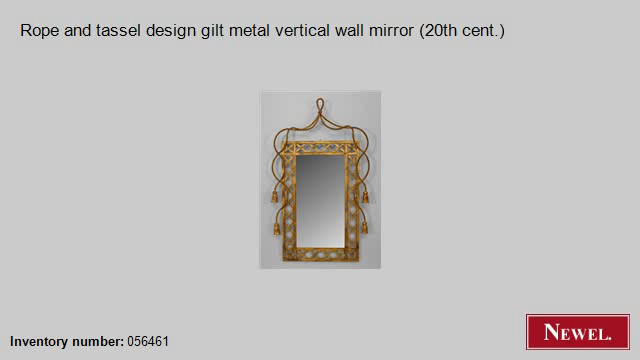 Rope and tassel design gilt metal vertical wall mirror (20th cent.)
NEWEL.
Inventory number: 056461